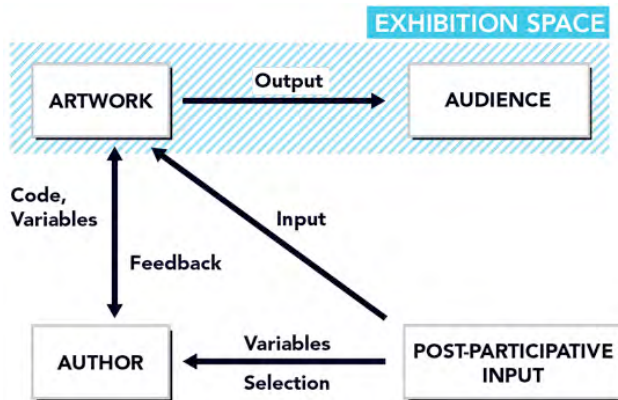 EXHIBITION SPACE
ARTWORK
Output
AUDIENCE
Code,
Variables
Input
Feedback
AUTHOR
Variables
Selection
POST-PARTICIPATIVE
INPUT